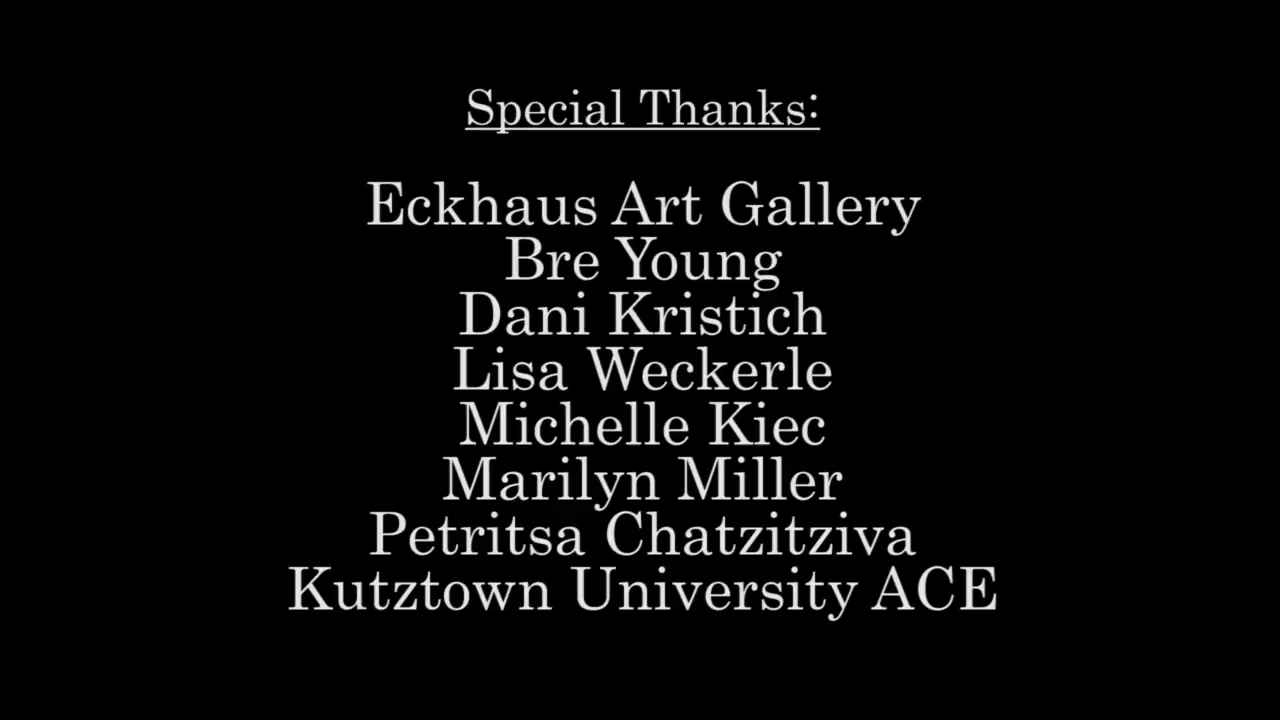 Special Thanks:
Eckhaus Art Gallery
Bre Young
Dani Kristich
Lisa Weckerle
Michelle Kiec
Marilyn Miller
Petritsa Chatzitziva
Kutztown University ACE